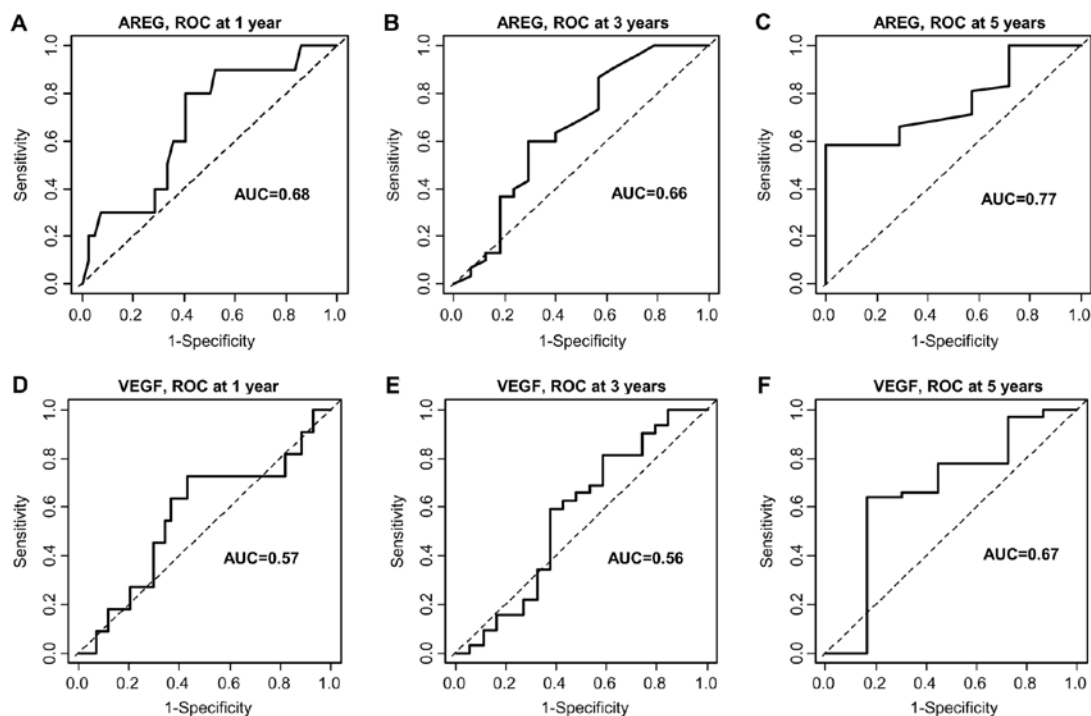 A
AREG, ROC at 1 year
Sensitivity
0.0 0.2 0.4 0.6 0.8 1.0
AUC=0.68
0.0 0.2 0.4 0.6 0.8 1.0
1-Specificity
B
AREG, ROC at 3 years
Sensitivity
0.0 0.2 0.4 0.6 0.8 1.0
AUC=0.66
0.0 0.2 0.4 0.6 0.8 1.0
1-Specificity
C
AREG, ROC at 5 years
Sensitivity
0.0 0.2 0.4 0.6 0.8 1.0
AUC=0.77
0.0 0.2 0.4 0.6 0.8 1.0
1-Specificity
D
VEGF, ROC at 1 year
Sensitivity
0.0 0.2 0.4 0.6 0.8 1.0
AUC=0.57
0.0 0.2 0.4 0.6 0.8 1.0
1-Specificity
E
VEGF, ROC at 3 years
Sensitivity
0.0 0.2 0.4 0.6 0.8 1.0
AUC=0.56
0.0 0.2 0.4 0.6 0.8 1.0
1-Specificity
F
VEGF, ROC at 5 years
Sensitivity
0.0 0.2 0.4 0.6 0.8 1.0
AUC=0.67
0.0 0.2 0.4 0.6 0.8 1.0
1-Specificity